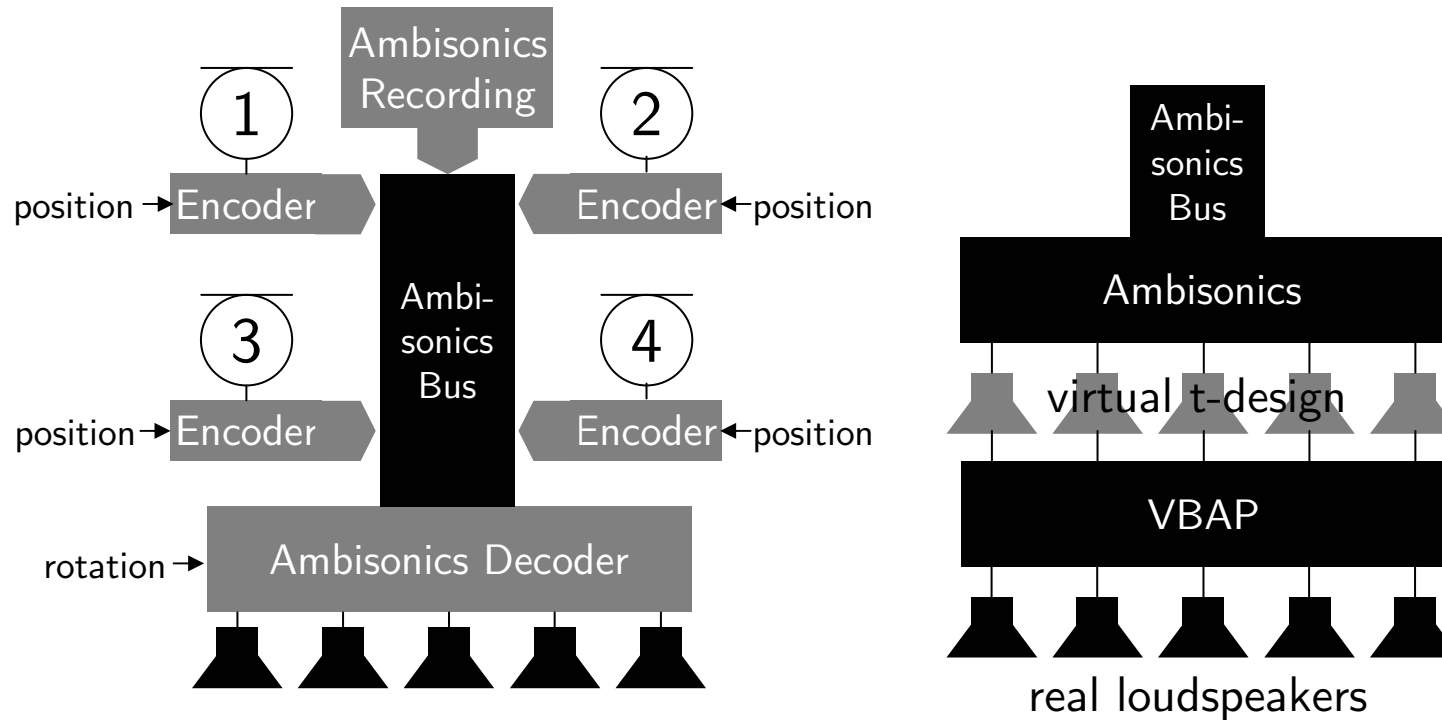 Ambisonics
Recording
1
2
position
Encoder
Encoder
position
3
4
Ambi-
sonics
Bus
position
Encoder
Encoder
position
rotation
Ambisonics Decoder
Ambi-
sonics
Bus
Ambisonics
virtual t-design
VBAP
real loudspeakers